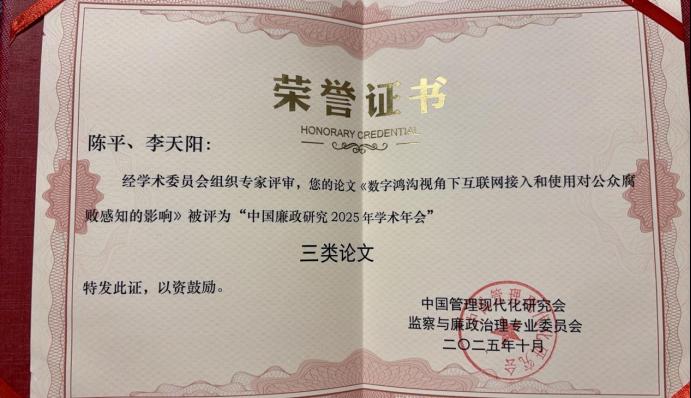 荣誉证书
HONORARY CREDENTIAL
陈平、李天阳：
经学术委员会组织专家评审，您的论文《数字鸿沟视角下互联网接入和使用对公众腐
败感知的影响》被评为“中国廉政研究2025年学术年会”
三类论文
特发此证，以资鼓励。
中国管理现代化研究会
监察与廉政治理专业委员会
二〇二五年十月